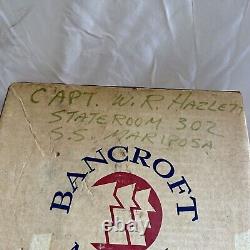 CAPT. W. R. HAZLETT
STATEROOM 302
S.S. MARIPOSA
BANCROFT